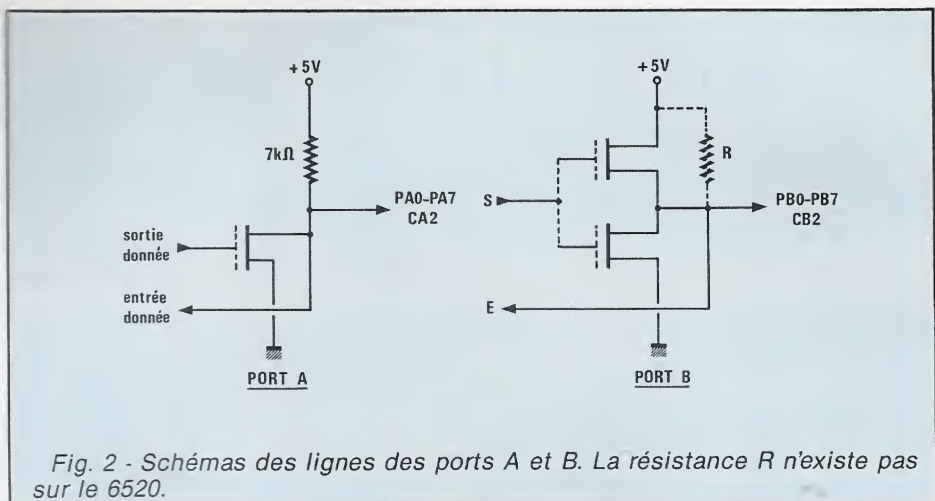 +5V
7kΩ
PA0-PA7
CA2
sortie
donnée
entrée
donnée
PORT A
+5V
R
S
PB0-PB7
CB2
E
PORT B
Fig. 2 - Schémas des lignes des ports A et B. La résistance R n'existe pas
sur le 6520.